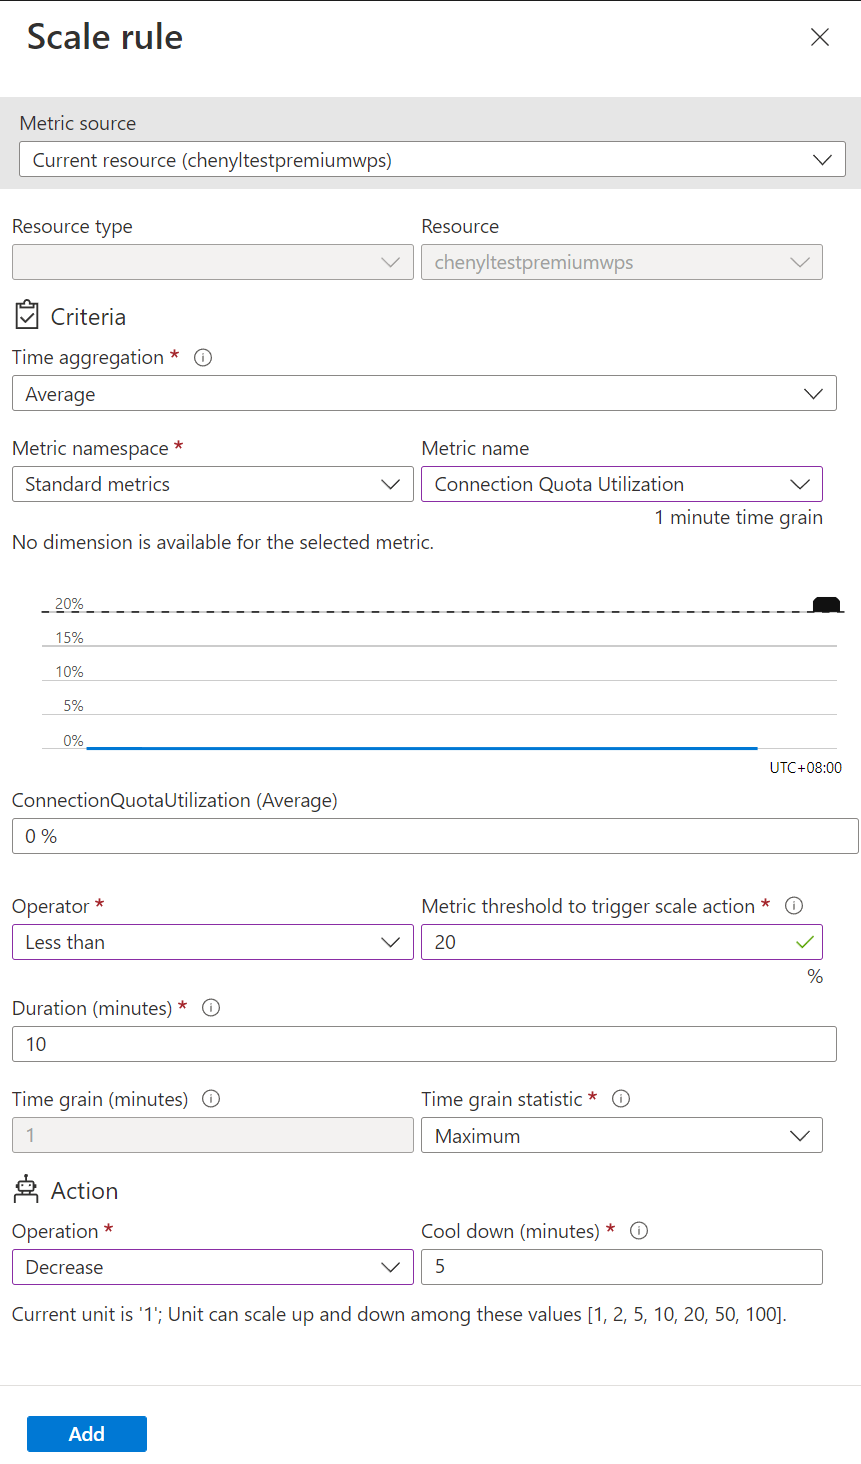 Scale rule
Metric source
Current resource (chenyltestpremiumwps)
Resource type
Resource
chenyltestpremiumwps
Criteria
Time aggregation *
Average
Metric namespace *
Metric name
Standard metrics
Connection Quota Utilization
1 minute time grain
No dimension is available for the selected metric.
20%
15%
10%
5%
0%
UTC+08:00
ConnectionQuotaUtilization (Average)
0 %
Operator *
Metric threshold to trigger scale action *
Less than
20
%
Duration (minutes) *
10
Time grain (minutes)
Time grain statistic *
1
Maximum
Action
Operation *
Cool down (minutes) *
Decrease
5
Current unit is '1'; Unit can scale up and down among these values [1, 2, 5, 10, 20, 50, 100].
Add